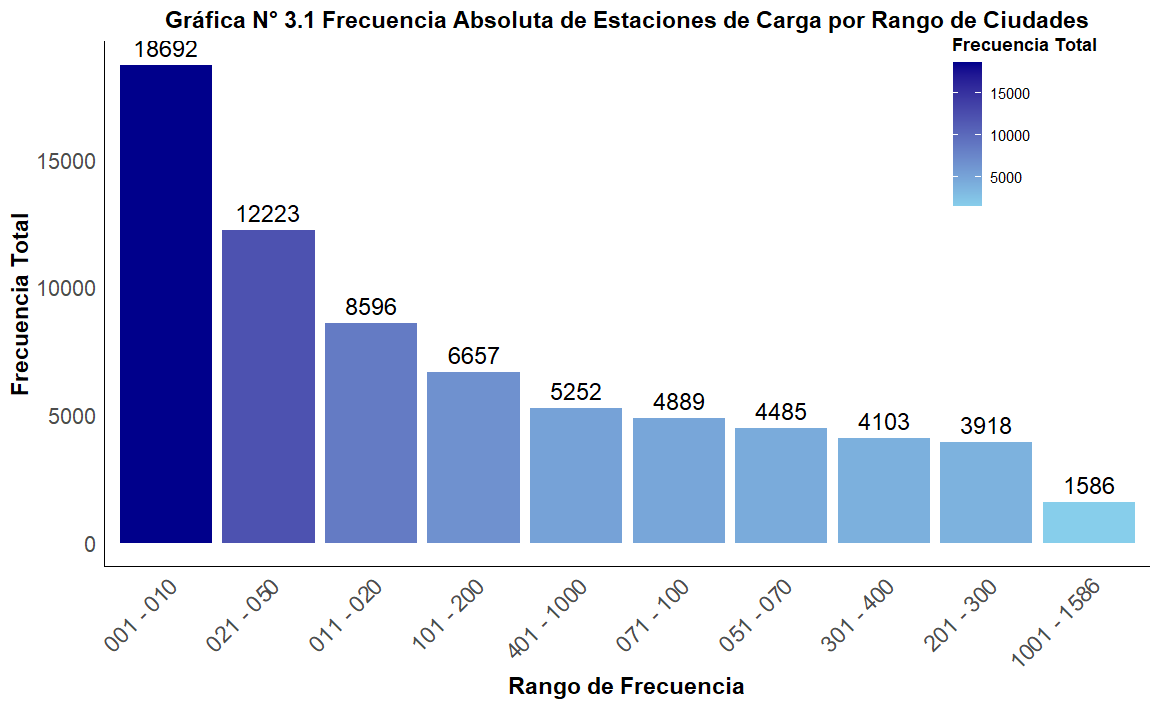 Gráfica N° 3.1 Frecuencia Absoluta de Estaciones de Carga por Rango de Ciudades
Frecuencia Total
15000
10000
5000
Frecuencia Total
15000
10000
5000
0
18692
12223
8596
6657
5252
4889
4485
4103
3918
1586
001 - 010
021 - 050
011 - 020
101 - 200
401 - 1000
071 - 100
051 - 070
301 - 400
201 - 300
1001 - 1586
Rango de Frecuencia